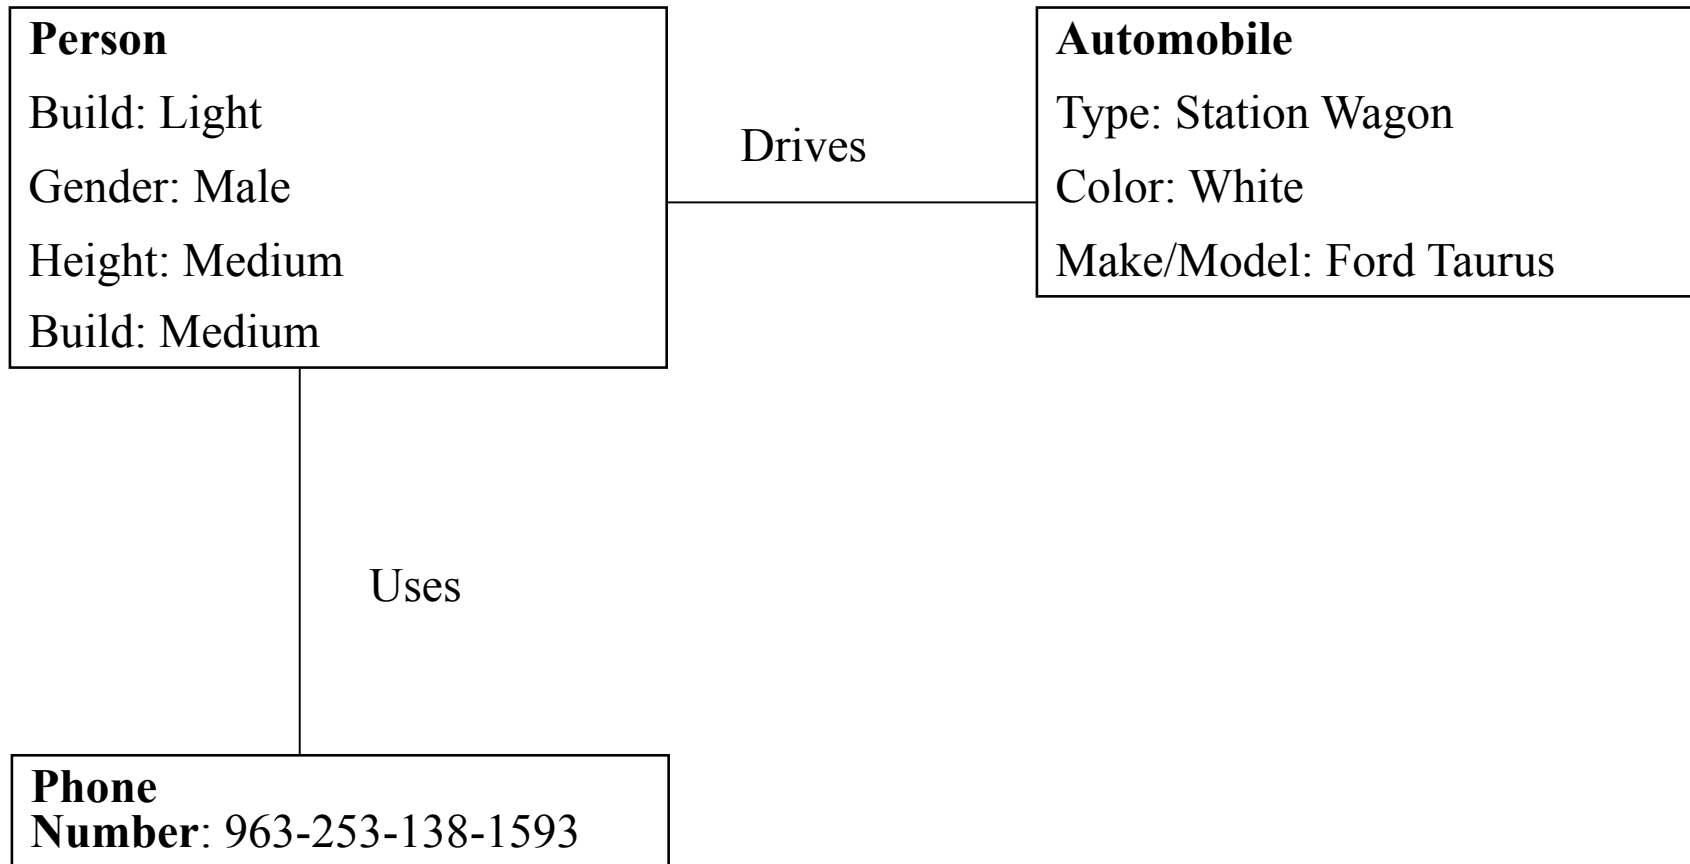 Person
Build: Light
Gender: Male
Height: Medium
Build: Medium
Drives
Automobile
Type: Station Wagon
Color: White
Make/Model: Ford Taurus
Uses
Phone
Number: 963-253-138-1593